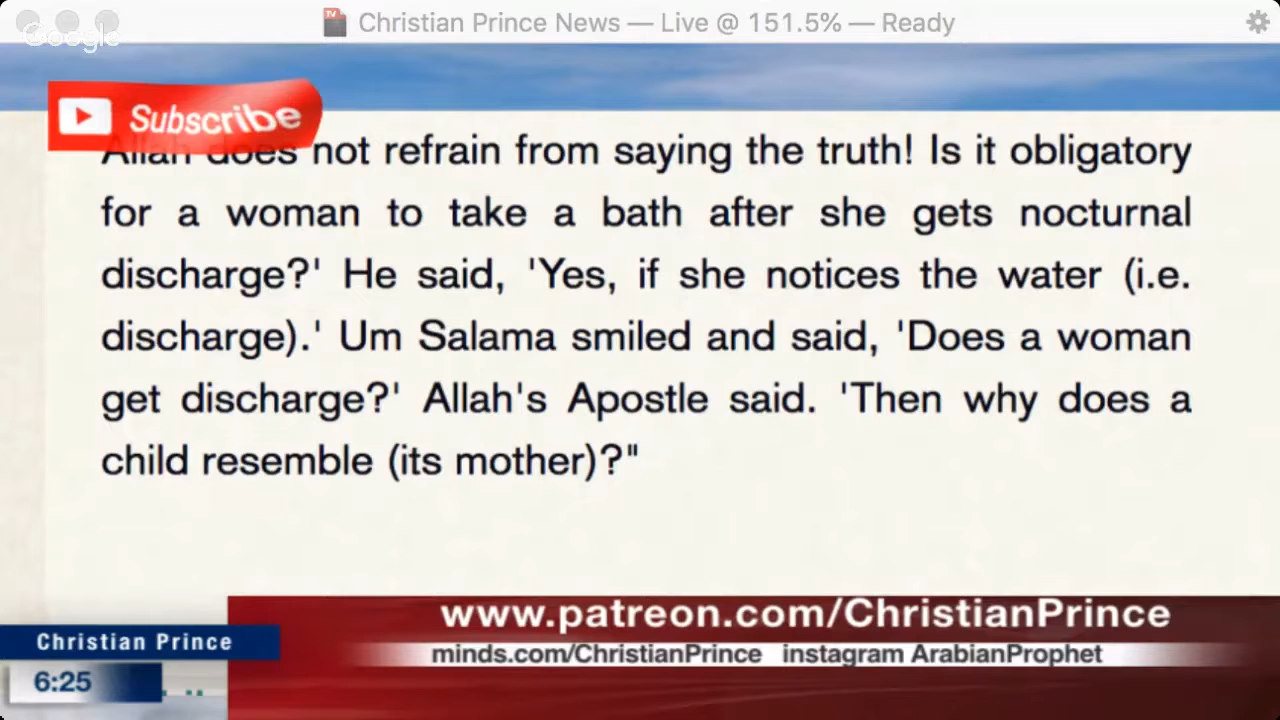 Christian Prince News — Live @ 151.5% — Ready
Google
TV
Subscribe
Allah does not refrain from saying the truth! Is it obligatory
for a woman to take a bath after she gets nocturnal
discharge?' He said, 'Yes, if she notices the water (i.e.
discharge).' Um Salama smiled and said, 'Does a woman
get discharge?' Allah's Apostle said. 'Then why does a
child resemble (its mother)?"
www.patreon.com/ChristianPrince
Christian Prince
minds.com/ChristianPrince instagram ArabianProphet
6:25